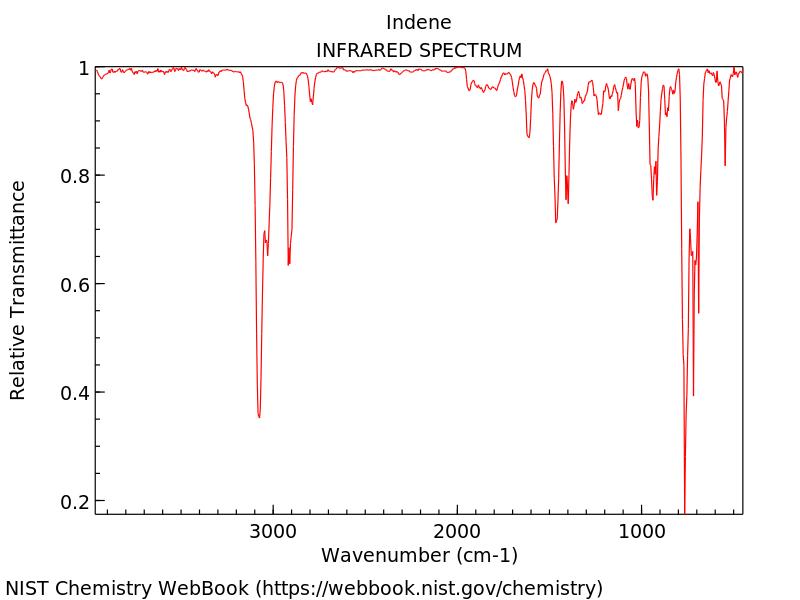 Indene
INFRARED SPECTRUM
1
0.8
0.6
0.4
0.2
Relative Transmittance
3000 2000 1000
Wavenumber (cm-1)
NIST Chemistry WebBook (https://webbook.nist.gov/chemistry)